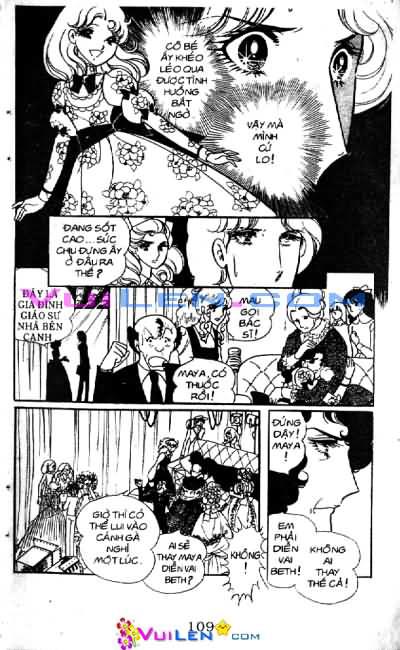 CÔ BÉ
ẤY KHÉO
LÉO QUA
ĐƯỢC TÌNH
HUỐNG
BẤT
NGỜ.
VẬY MÀ
MÌNH
CỨ
LO!
ĐANG SỐT
CAO...SỨC
CHỊU ĐỰNG ẤY
Ở ĐÂU RA
THẾ?
ĐÂY LÀ
GIA ĐÌNH
GIÁO SƯ
NHÀ BÊN
CẠNH
VUILEN.COM
MAU
GỌI
BÁC
SĨ!
MAYA, CÓ
THUỐC
RỒI!
ĐỨNG
DẬY! MAYA
!
GIỜ THÌ CÓ
THỂ LUI VÀO
CÁNH GÀ
NGHỈ
MỘT LÚC.
AI SẼ
THAY MAYA
DIỄN VAI
BETH?
KHÔNG
!
EM
PHẢI
DIỄN
VAI
BETH!
KHÔNG
AI
THAY
THẾ CẢ!
109
VUILEN.COM